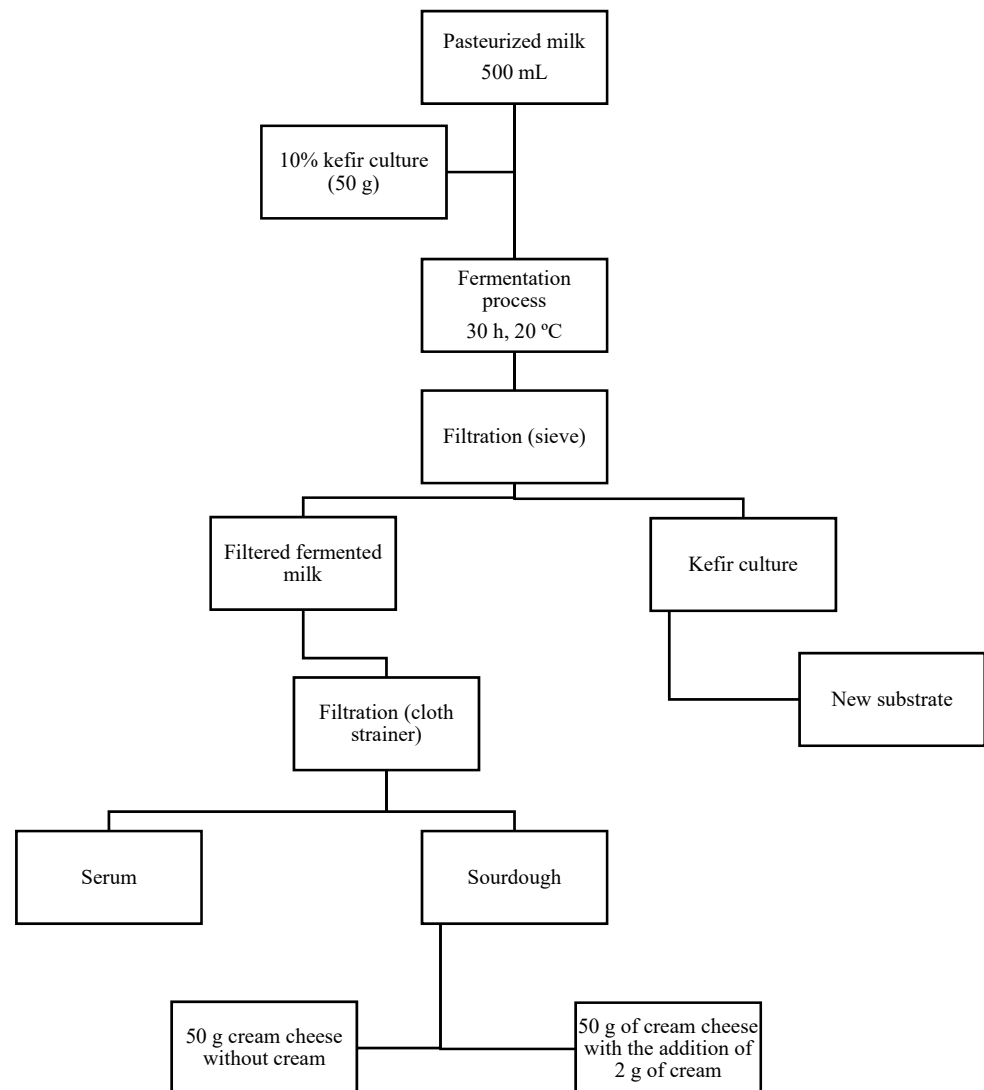 Pasteurized milk
500 mL
10% kefir culture
(50 g)
Fermentation
process
30 h, 20 ºC
Filtration (sieve)
Filtered fermented
milk
Kefir culture
Filtration (cloth
strainer)
New substrate
Serum
Sourdough
50 g cream cheese
without cream
50 g of cream cheese
with the addition of
2 g of cream